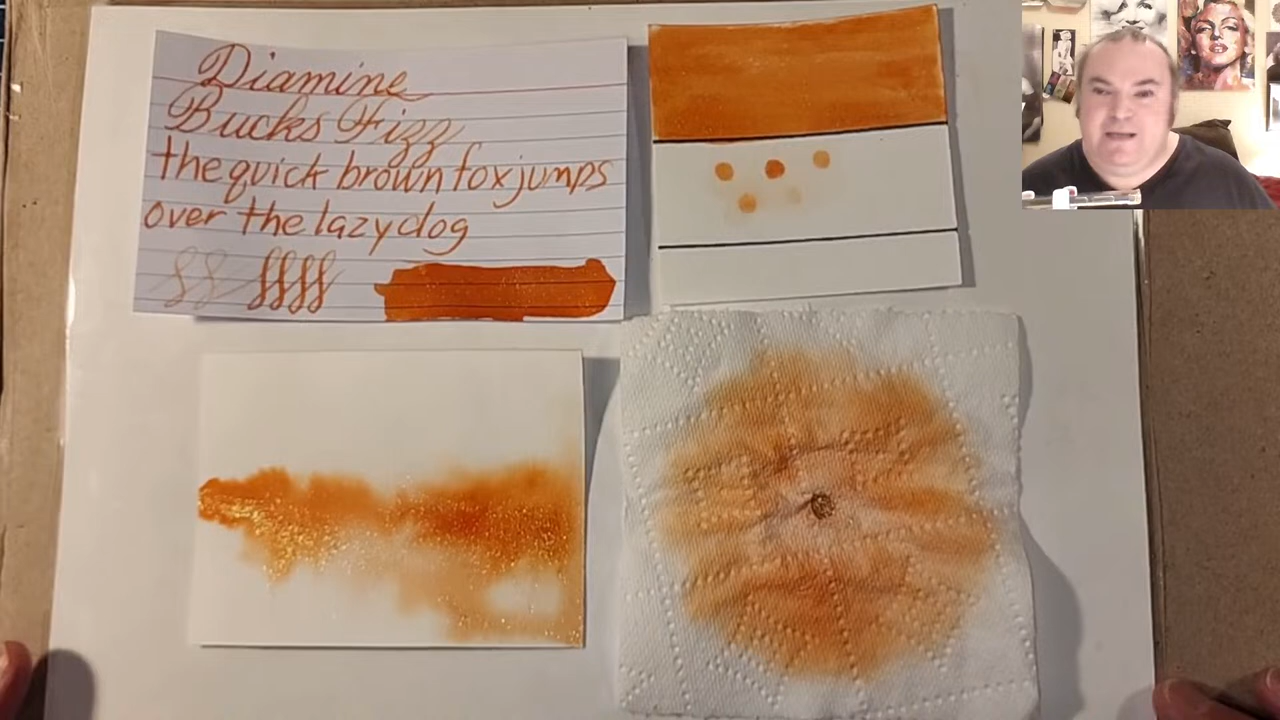 Diamine
Bucks Fizz
the quick brown fox jumps
over the lazy dog